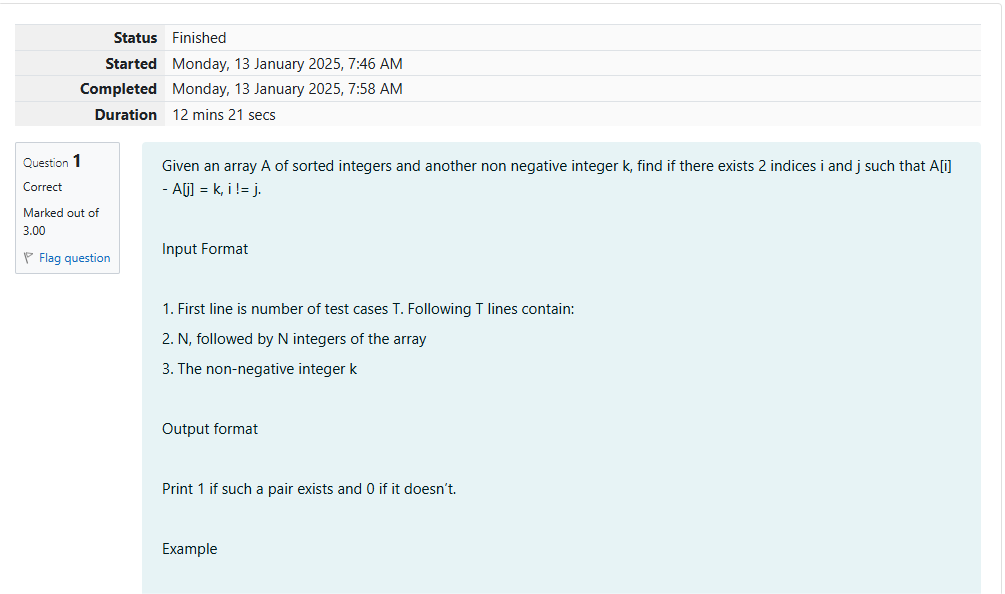 Status Finished
Started Monday, 13 January 2025, 7:46 AM
Completed Monday, 13 January 2025, 7:58 AM
Duration 12 mins 21 secs
Question 1
Correct
Marked out of
3.00
Flag question
Given an array A of sorted integers and another non negative integer k, find if there exists 2 indices i and j such that A[i]
- A[j] = k, i != j.
Input Format
1. First line is number of test cases T. Following T lines contain:
2. N, followed by N integers of the array
3. The non-negative integer k
Output format
Print 1 if such a pair exists and 0 if it doesn’t.
Example